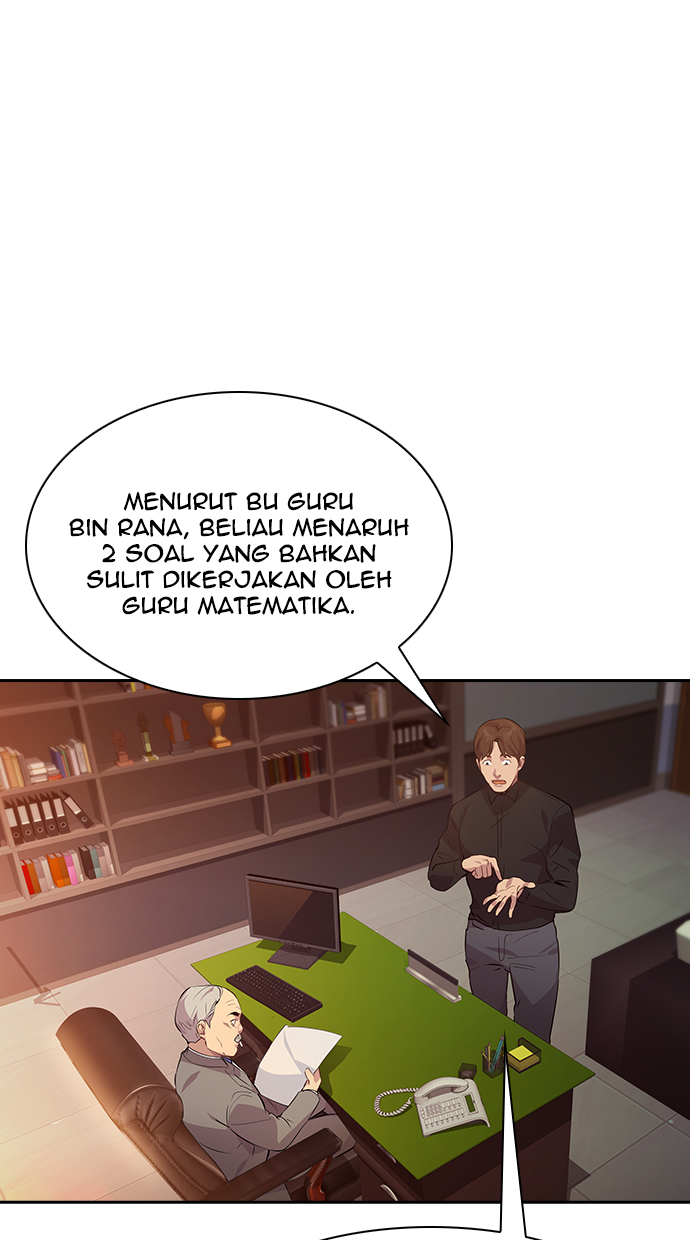 MENURUT BU GURU
BIN RANA, BELIAU MENARUH
2 SOAL YANG BAHKAN
SULIT DIKERJAKAN OLEH
GURU MATEMATIKA.